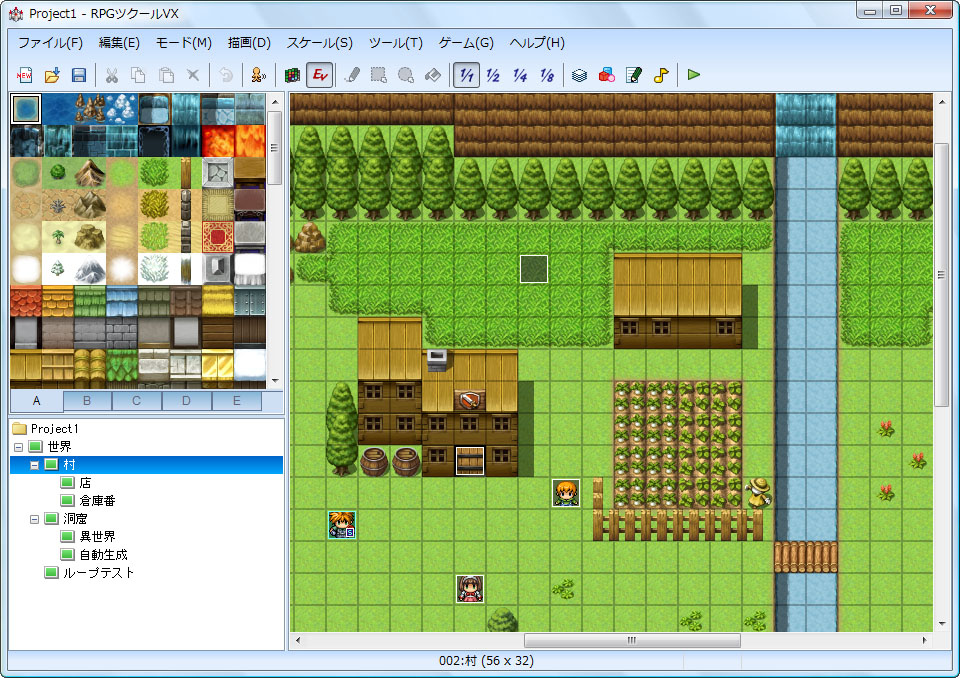 Project1 - RPGツクールVX
ファイル(F) 編集(E) モード(M) 描画(D) スケール(S) ツール(T) ゲーム(G) ヘルプ(H)
NEW EV 1/1 1/2 1/4 1/8
A B C D E
Project1
世界
村
店
倉庫番
洞窟
異世界
自動生成
ループテスト
S
002:村 (56 x 32)